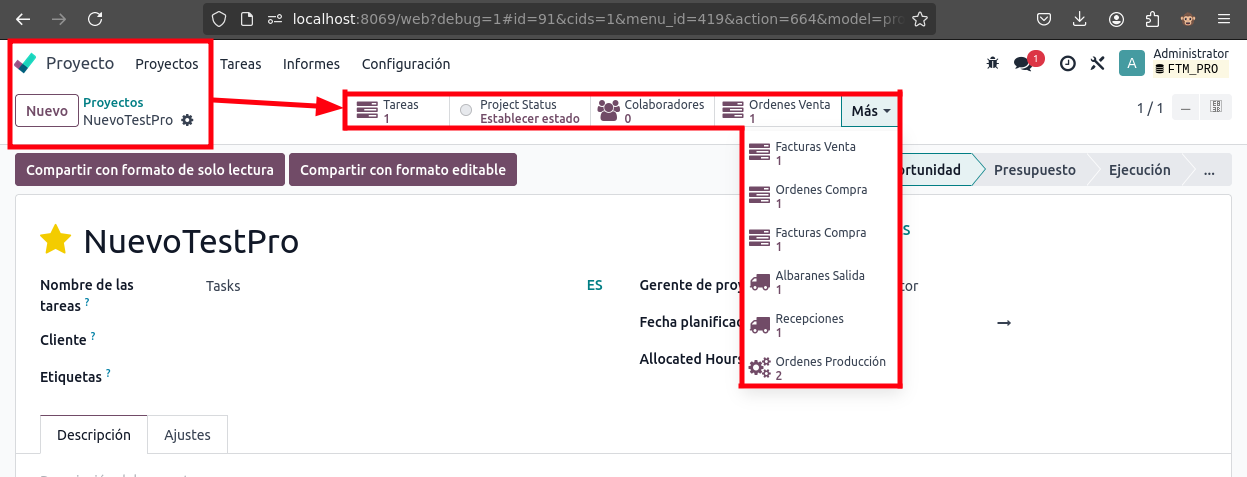 localhost:8069/web?debug=1#id=91&cids=1&menu_id=419&action=664&model=pro
Proyecto Proyectos Tareas Informes Configuración
1
A
Administrator
FTM_PRO
Nuevo
Proyectos
NuevoTestPro
Tareas
1
Project Status
Establecer estado
Colaboradores
0
Ordenes Venta
1
Más
1 / 1
Facturas Venta
1
Ordenes Compra
1
Facturas Compra
1
Albaranes Salida
1
Recepciones
1
Ordenes Producción
2
Compartir con formato de solo lectura
Compartir con formato editable
ortunidad
Presupuesto
Ejecución
...
NuevoTestPro
S
Nombre de las
tareas ?
Tasks
ES
Cliente ?
Etiquetas ?
Gerente de proy
tor
Fecha planificad
→
Allocated Hours
Descripción
Ajustes